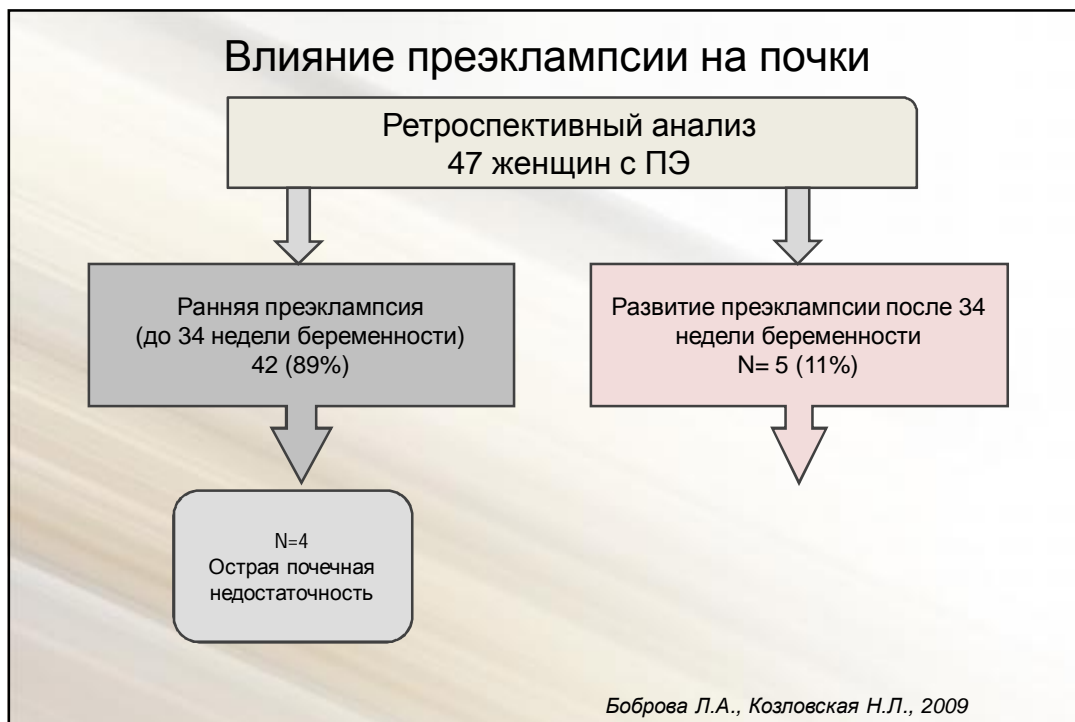 Влияние преэклампсии на почки
Ретроспективный анализ
47 женщин с ПЭ
Ранняя преэклампсия
(до 34 недели беременности)
42 (89%)
Развитие преэклампсии после 34
недели беременности
N= 5 (11%)
N=4
Острая почечная
недостаточность
Боброва Л.А., Козловская Н.Л., 2009